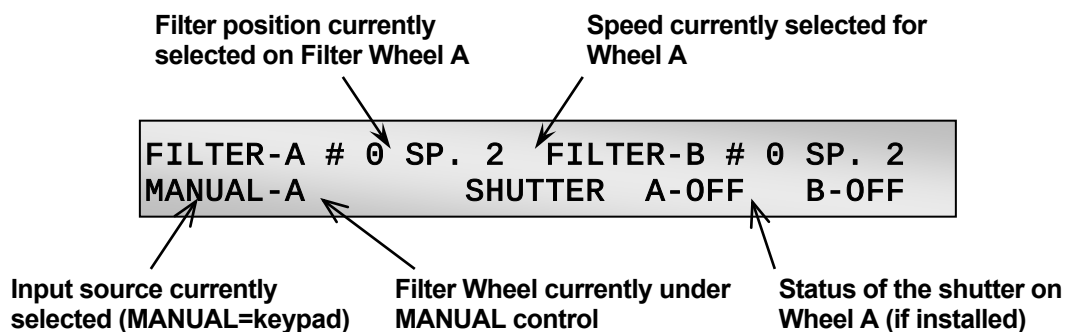 Filter position currently
selected on Filter Wheel A
Speed currently selected for
Wheel A
FILTER-A # 0 SP. 2 FILTER-B # 0 SP. 2
MANUAL-A SHUTTER A-OFF B-OFF
Input source currently
selected (MANUAL=keypad)
Filter Wheel currently under
MANUAL control
Status of the shutter on
Wheel A (if installed)